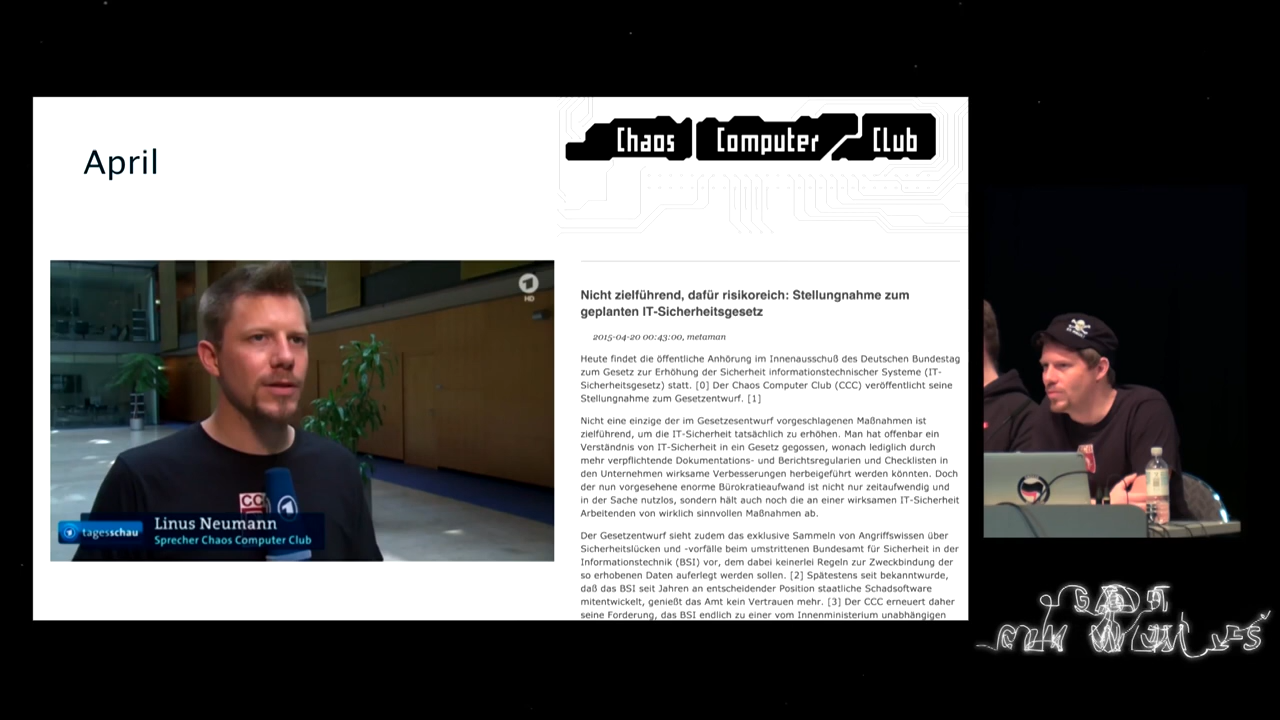 April
Chaos Computer Club
HD
CC
tagesschau
Linus Neumann
Sprecher Chaos Computer Club
Nicht zielführend, dafür risikoreich: Stellungnahme zum
geplanten IT-Sicherheitsgesetz
2015-04-20 00:43:00, metaman
Heute findet die öffentliche Anhörung im Innenausschuß des Deutschen Bundestag
zum Gesetz zur Erhöhung der Sicherheit informationstechnischer Systeme (IT-
Sicherheitsgesetz) statt. [0] Der Chaos Computer Club (CCC) veröffentlicht seine
Stellungnahme zum Gesetzentwurf. [1]
Nicht eine einzige der im Gesetzesentwurf vorgeschlagenen Maßnahmen ist
zielführend, um die IT-Sicherheit tatsächlich zu erhöhen. Man hat offenbar ein
Verständnis von IT-Sicherheit in ein Gesetz gegossen, wonach lediglich durch
mehr verpflichtende Dokumentations- und Berichtsregularien und Checklisten in
den Unternehmen wirksame Verbesserungen herbeigeführt werden könnten. Doch
der nun vorgesehene enorme Bürokratieaufwand ist nicht nur zeitaufwendig und
in der Sache nutzlos, sondern hält auch noch die an einer wirksamen IT-Sicherheit
Arbeitenden von wirklich sinnvollen Maßnahmen ab.
Der Gesetzentwurf sieht zudem das exklusive Sammeln von Angriffswissen über
Sicherheitslücken und -vorfälle beim umstrittenen Bundesamt für Sicherheit in der
Informationstechnik (BSI) vor, dem dabei keinerlei Regeln zur Zweckbindung der
so erhobenen Daten auferlegt werden sollen. [2] Spätestens seit bekanntwurde,
daß das BSI seit Jahren an entscheidender Position staatliche Schadsoftware
mitentwickelt, genießt das Amt kein Vertrauen mehr. [3] Der CCC erneuert daher
seine Forderung, das BSI endlich zu einer vom Innenministerium unabhängigen